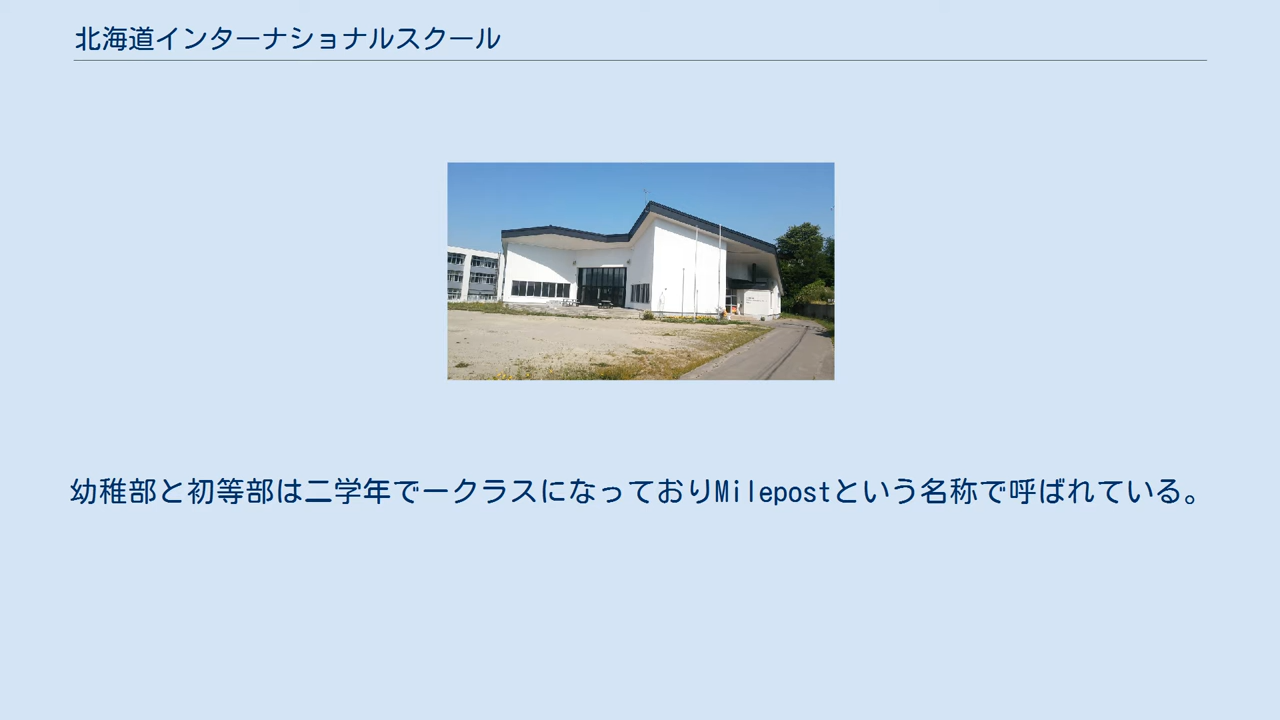 北海道インターナショナルスクール
幼稚部と初等部は二学年で一クラスになっておりMilepostという名称で呼ばれている。